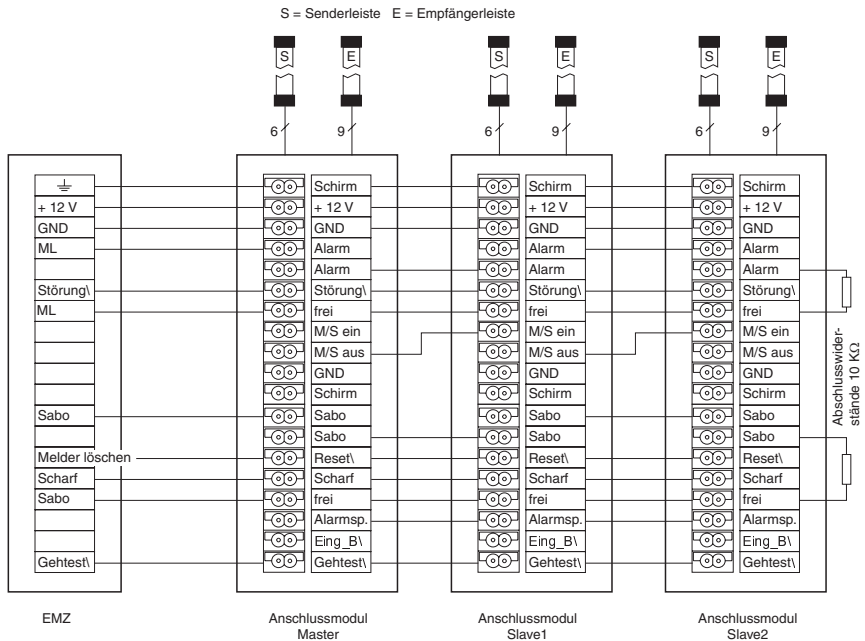 S = Senderleiste E = Empfängerleiste
S E S E S E
6 9 6 9 6 9
Schirm Schirm Schirm
+ 12 V + 12 V + 12 V + 12 V
GND GND GND GND
ML Alarm Alarm Alarm
Alarm Alarm Alarm
Störung\ Störung\ Störung\ Störung\
ML frei frei frei
M/S ein M/S ein M/S ein
M/S aus M/S aus M/S aus
GND GND GND
Schirm Schirm Schirm
Sabo Sabo Sabo Sabo
Sabo Sabo Sabo
Melder löschen Reset\ Reset\ Reset\
Scharf Scharf Scharf Scharf
Sabo frei frei frei
Alarmsp. Alarmsp. Alarmsp.
Eing_B\ Eing_B\ Eing_B\
Gehtest\ Gehtest\ Gehtest\ Gehtest\
Abschlusswider-
stände 10 KΩ
EMZ Anschlussmodul Anschlussmodul Anschlussmodul
Master Slave1 Slave2